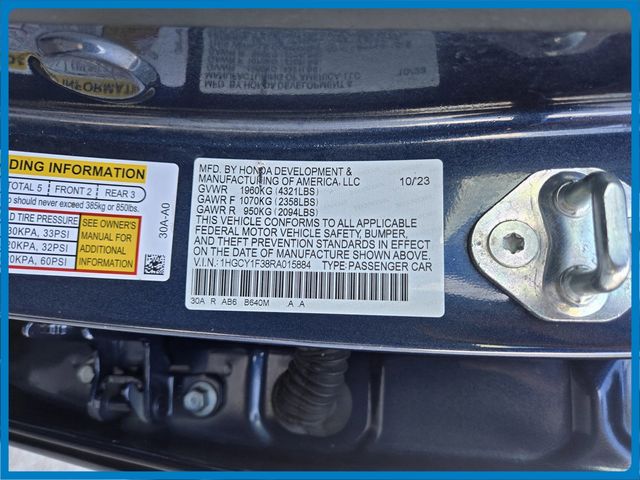 MFD. BY HONDA DEVELOPMENT &
MANUFACTURING OF AMERICA, LLC 10/23
GVWR 1960KG (4321LBS)
GAWR F 1070KG (2358LBS)
GAWR R 950KG (2094LBS)
THIS VEHICLE CONFORMS TO ALL APPLICABLE
FEDERAL MOTOR VEHICLE SAFETY, BUMPER,
AND THEFT PREVENTION STANDARDS IN EFFECT
ON THE DATE OF MANUFACTURE SHOWN ABOVE.
V.I.N.: 1HGCY1F38RA015884 TYPE: PASSENGER CAR
30A R AB6 B640M A .A
DING INFORMATION
TOTAL 5 FRONT 2 REAR 3
should never exceed 385kg or 850lbs.
D TIRE PRESSURE
30KPA, 33PSI
20KPA, 32PSI
20KPA, 60PSI
SEE OWNER'S
MANUAL FOR
ADDITIONAL
INFORMATION
30A-A0